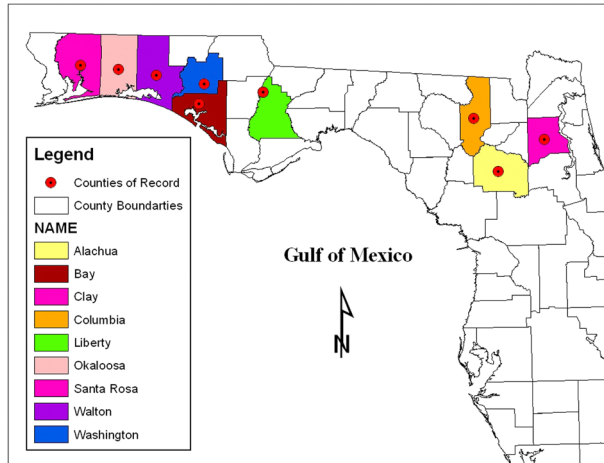 Legend
Counties of Record
County Boundarties
NAME
Alachua
Bay
Clay
Columbia
Liberty
Okaloosa
Santa Rosa
Walton
Washington
Gulf of Mexico
N